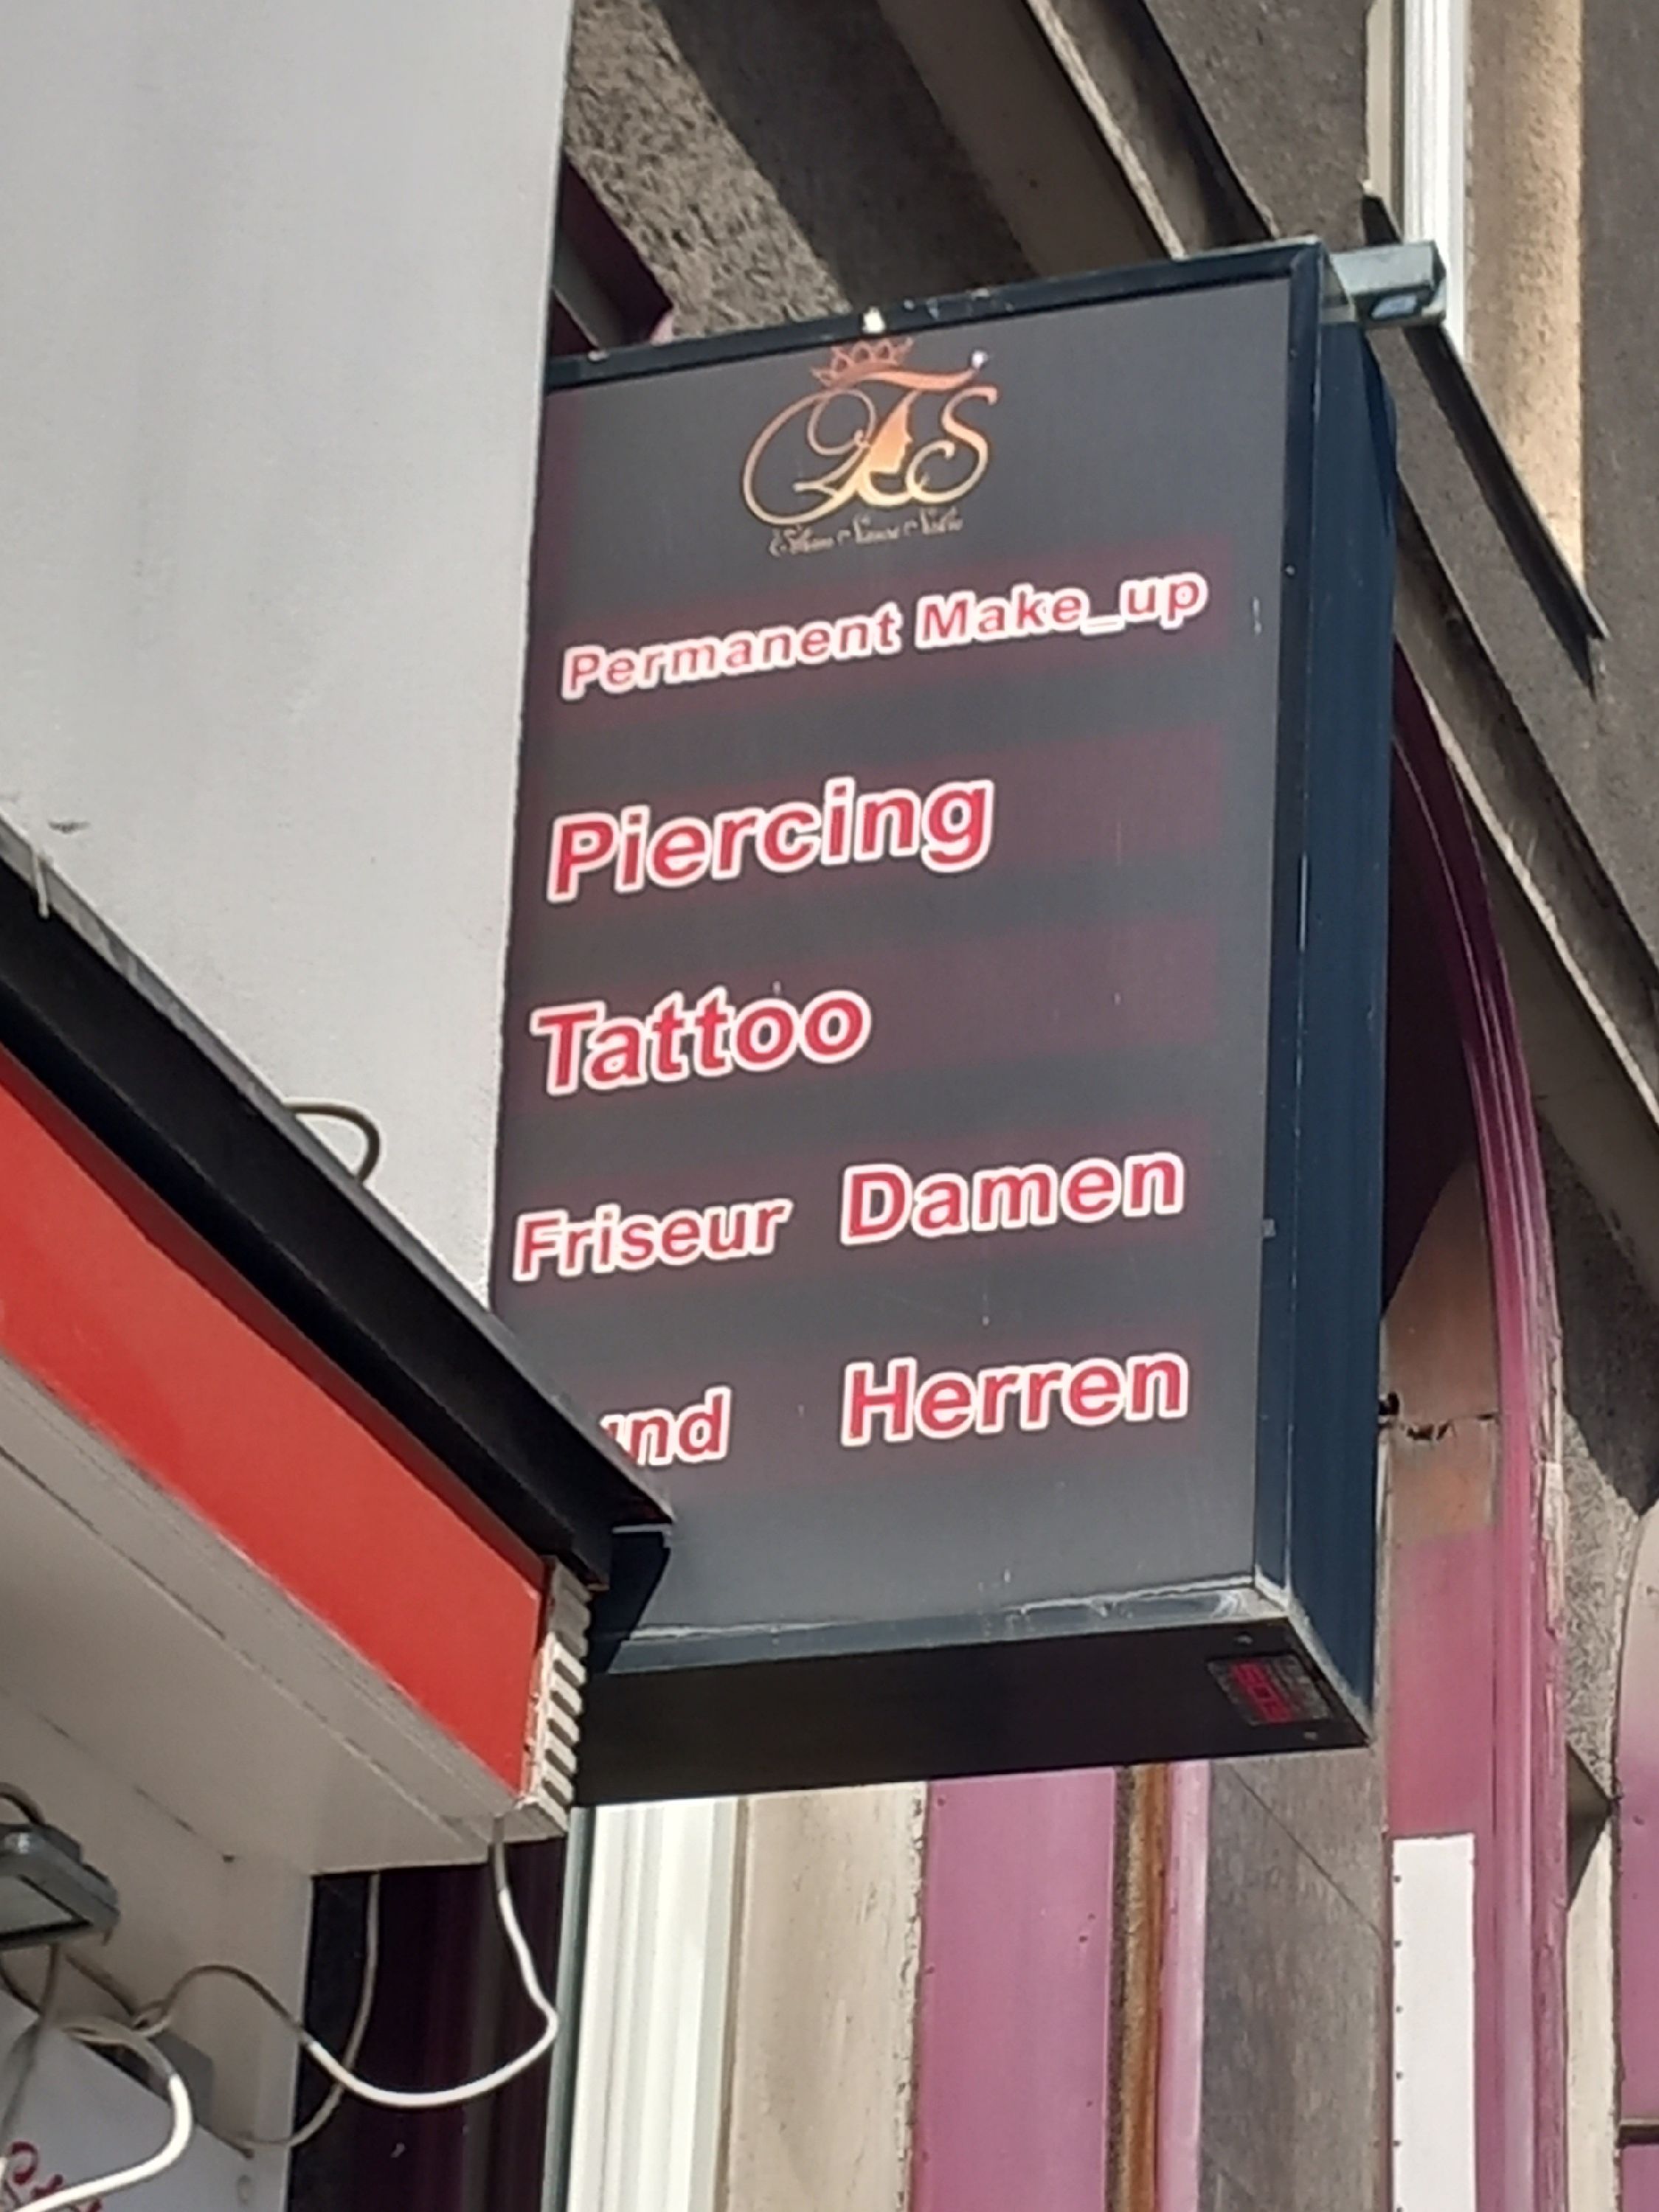 Permanent Make_up
Piercing
Tattoo
Friseur Damen
und Herren